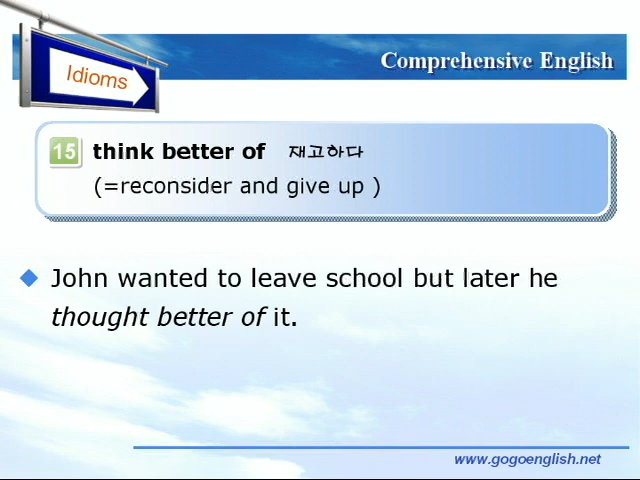 Idioms
Comprehensive English
15 think better of 재고하다
(=reconsider and give up )
John wanted to leave school but later he
thought better of it.
www.gogoenglish.net